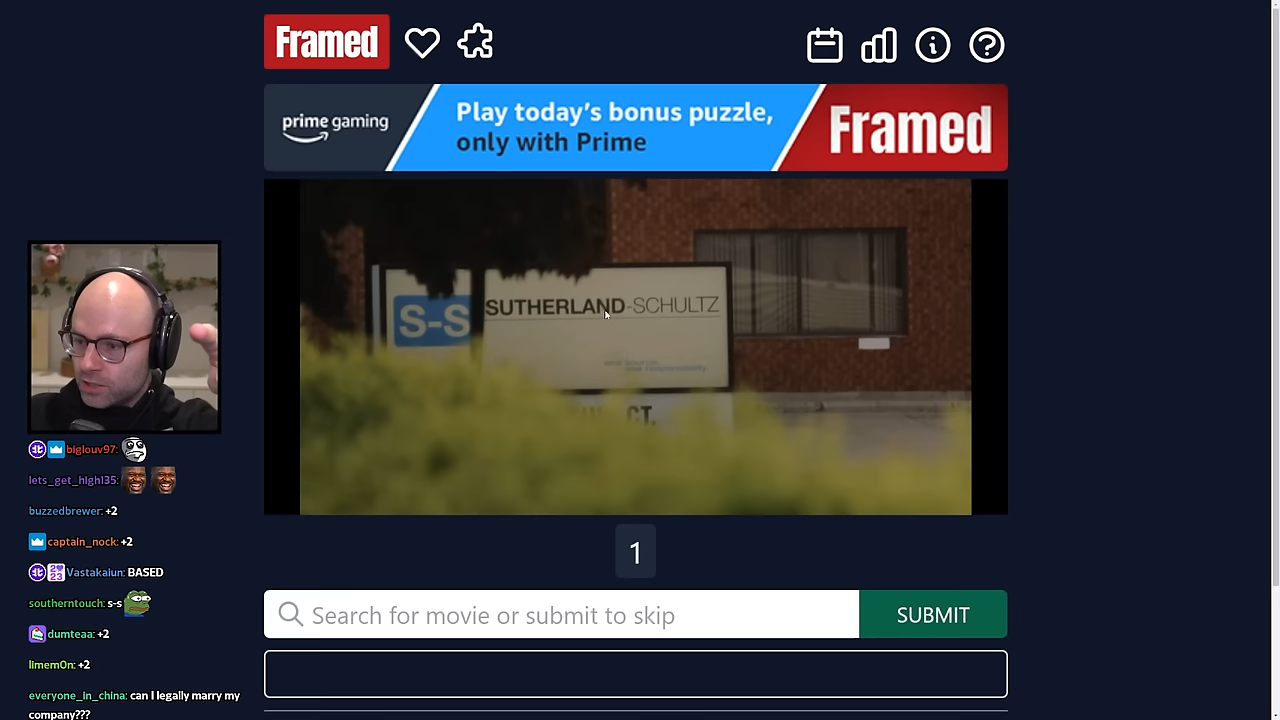 Framed
prime gaming
Play today's bonus puzzle,
only with Prime
Framed
S-S
SUTHERLAND-SCHULTZ
CT.
1
Search for movie or submit to skip
SUBMIT
biglouv97:
lets_get_high135:
buzzedbrewer: +2
captain_nock: +2
Vastakaiun: BASED
southerntouch: s-s
dumteaa: +2
limem0n: +2
everyone_in_china: can I legally marry my
company???